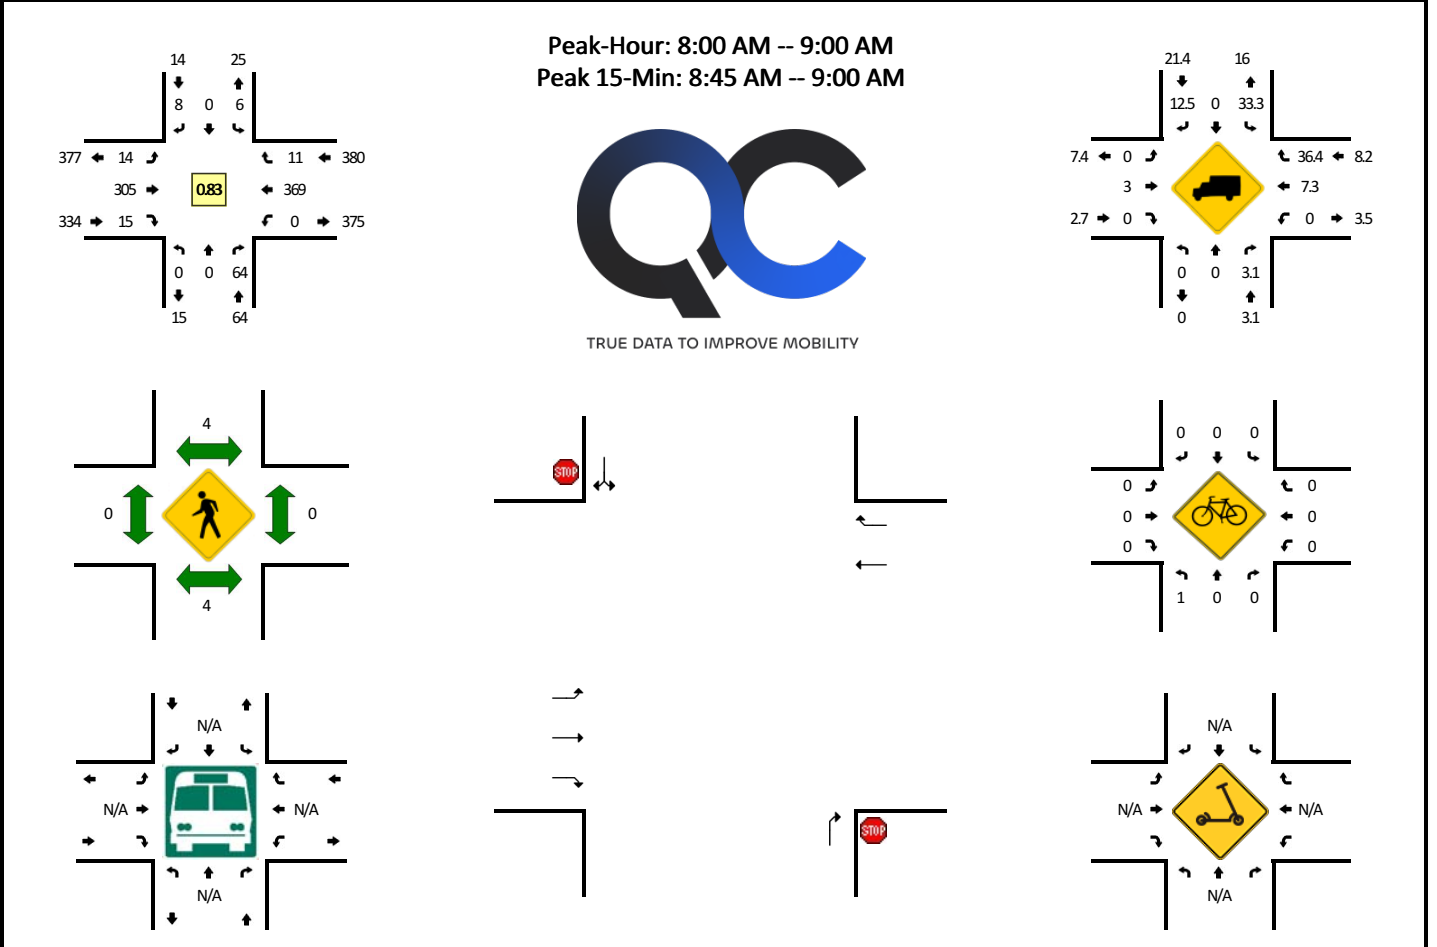 Peak-Hour: 8:00 AM -- 9:00 AM
Peak 15-Min: 8:45 AM -- 9:00 AM
14 25
8 0 6
377 14 11 380
305 0.83 369
334 15 0 375
0 0 64
15 64
TRUE DATA TO IMPROVE MOBILITY
21.4 16
12.5 0 33.3
7.4 0 36.4 8.2
3 7.3
2.7 0 0 3.5
0 0 3.1
0 3.1
4
0 0
4
STOP
STOP
0 0 0
0 0
0 0
0 0
1 0 0
N/A
N/A N/A
N/A
N/A
N/A N/A
N/A